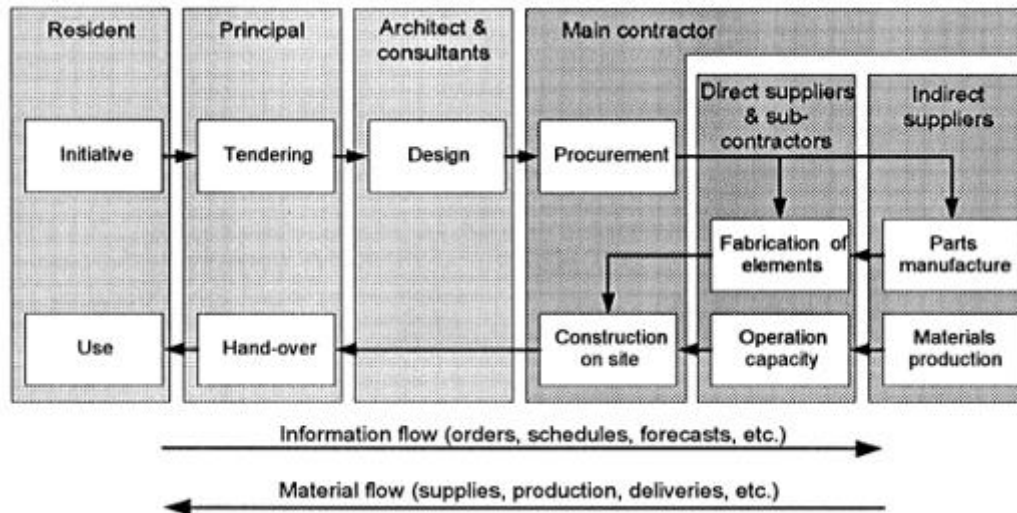 Resident
Principal
Architect &
consultants
Main contractor
Direct suppliers
& sub-
contractors
Indirect
suppliers
Initiative
Tendering
Design
Procurement
Fabrication of
elements
Parts
manufacture
Use
Hand-over
Construction
on site
Operation
capacity
Materials
production
Information flow (orders, schedules, forecasts, etc.)
Material flow (supplies, production, deliveries, etc.)